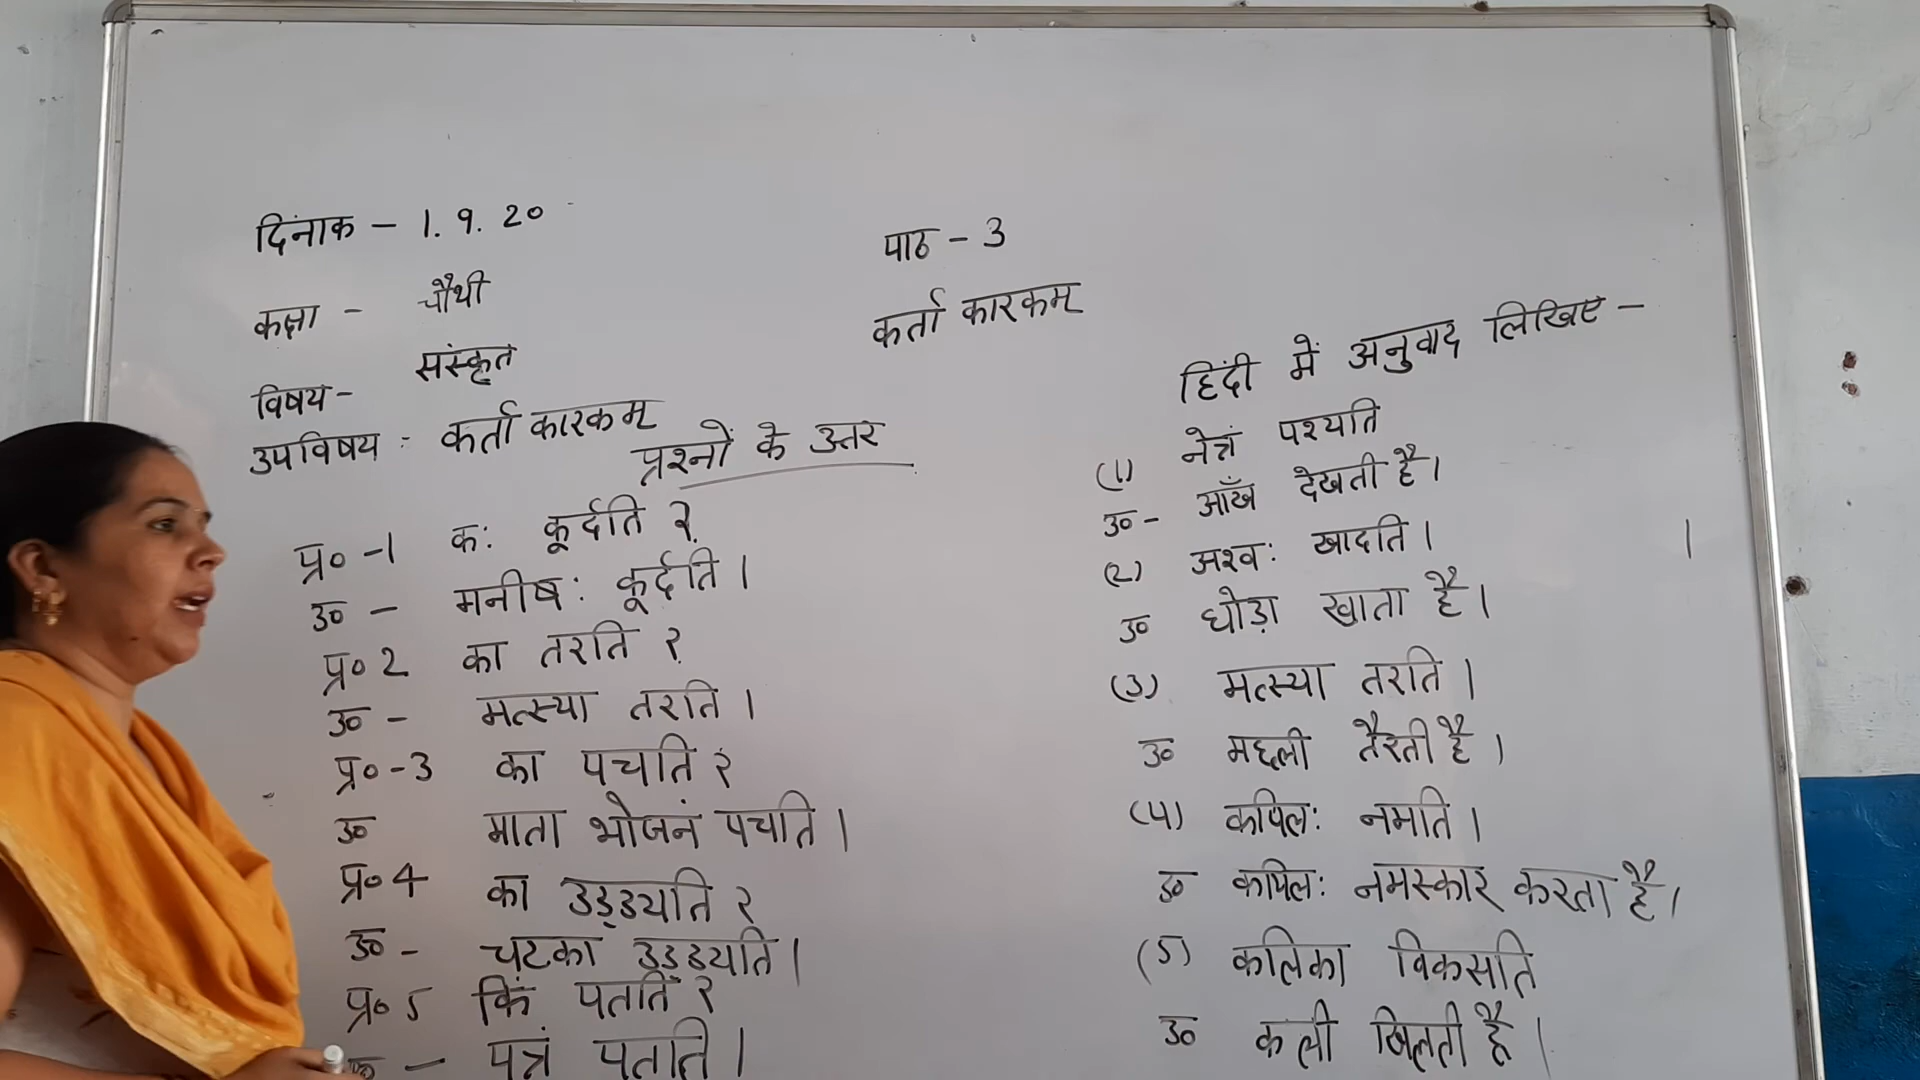 दिंनाक - 1. 9. 20
कक्षा - चौथी
विषय- संस्कृत
उपविषय - कर्ता कारकम्
पाठ - 3
कर्ता कारकम्
प्रश्नों के उत्तर
प्र० -1 कः कूर्दति ?
उ० - मनीषः कूर्दति ।
प्र० 2 का तरति ?
उ० - मत्स्या तरति ।
प्र० -3 का पचति ?
उ० माता भोजनं पचति ।
प्र० 4 का उड्ड्यति ?
उ० - चटका उड्ड्यति ।
प्र० 5 किं पतति ?
उ० - पत्रं पतति ।
हिंदी में अनुवाद लिखिए -
(1) नेत्रं पश्यति
उ० - आँख देखती है ।
(2) अश्वः खादति ।
उ० घोड़ा खाता है ।
(3) मत्स्या तरति ।
उ० मछली तैरती है ।
(4) कपिलः नमति ।
उ० कपिलः नमस्कार करता है ।
(5) कलिका विकसति
उ० कली खिलती है ।